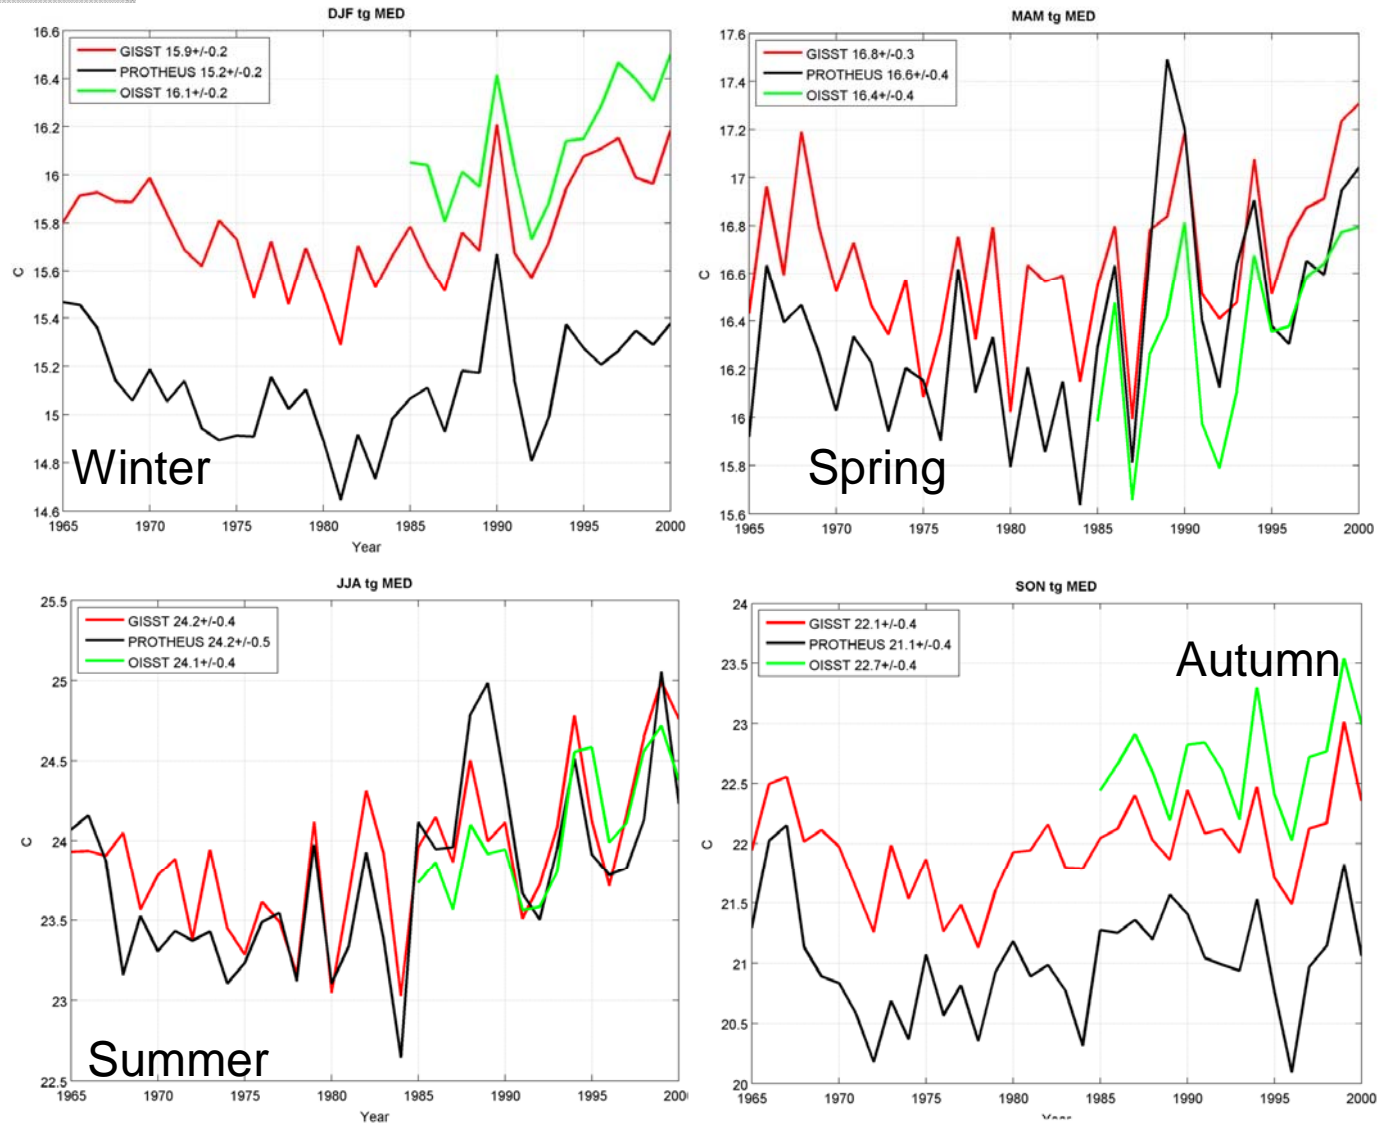 DJF tg MED
16.6
16.4
16.2
16
15.8
15.6
15.4
15.2
15
14.8
14.6
C
GISST 15.9+/-0.2
PROTHEUS 15.2+/-0.2
OISST 16.1+/-0.2
Winter
1965 1970 1975 1980 1985 1990 1995 2000
Year
MAM tg MED
17.6
17.4
17.2
17
16.8
16.6
16.4
16.2
16
15.8
15.6
C
GISST 16.8+/-0.3
PROTHEUS 16.6+/-0.4
OISST 16.4+/-0.4
Spring
1965 1970 1975 1980 1985 1990 1995 2000
JJA tg MED
25.5
25
24.5
24
23.5
23
22.5
C
GISST 24.2+/-0.4
PROTHEUS 24.2+/-0.5
OISST 24.1+/-0.4
Summer
1965 1970 1975 1980 1985 1990 1995 200
Year
SON tg MED
24
23.5
23
22.5
22
21.5
21
20.5
20
C
GISST 22.1+/-0.4
PROTHEUS 21.1+/-0.4
OISST 22.7+/-0.4
Autumn
1965 1970 1975 1980 1985 1990 1995 2000
Year